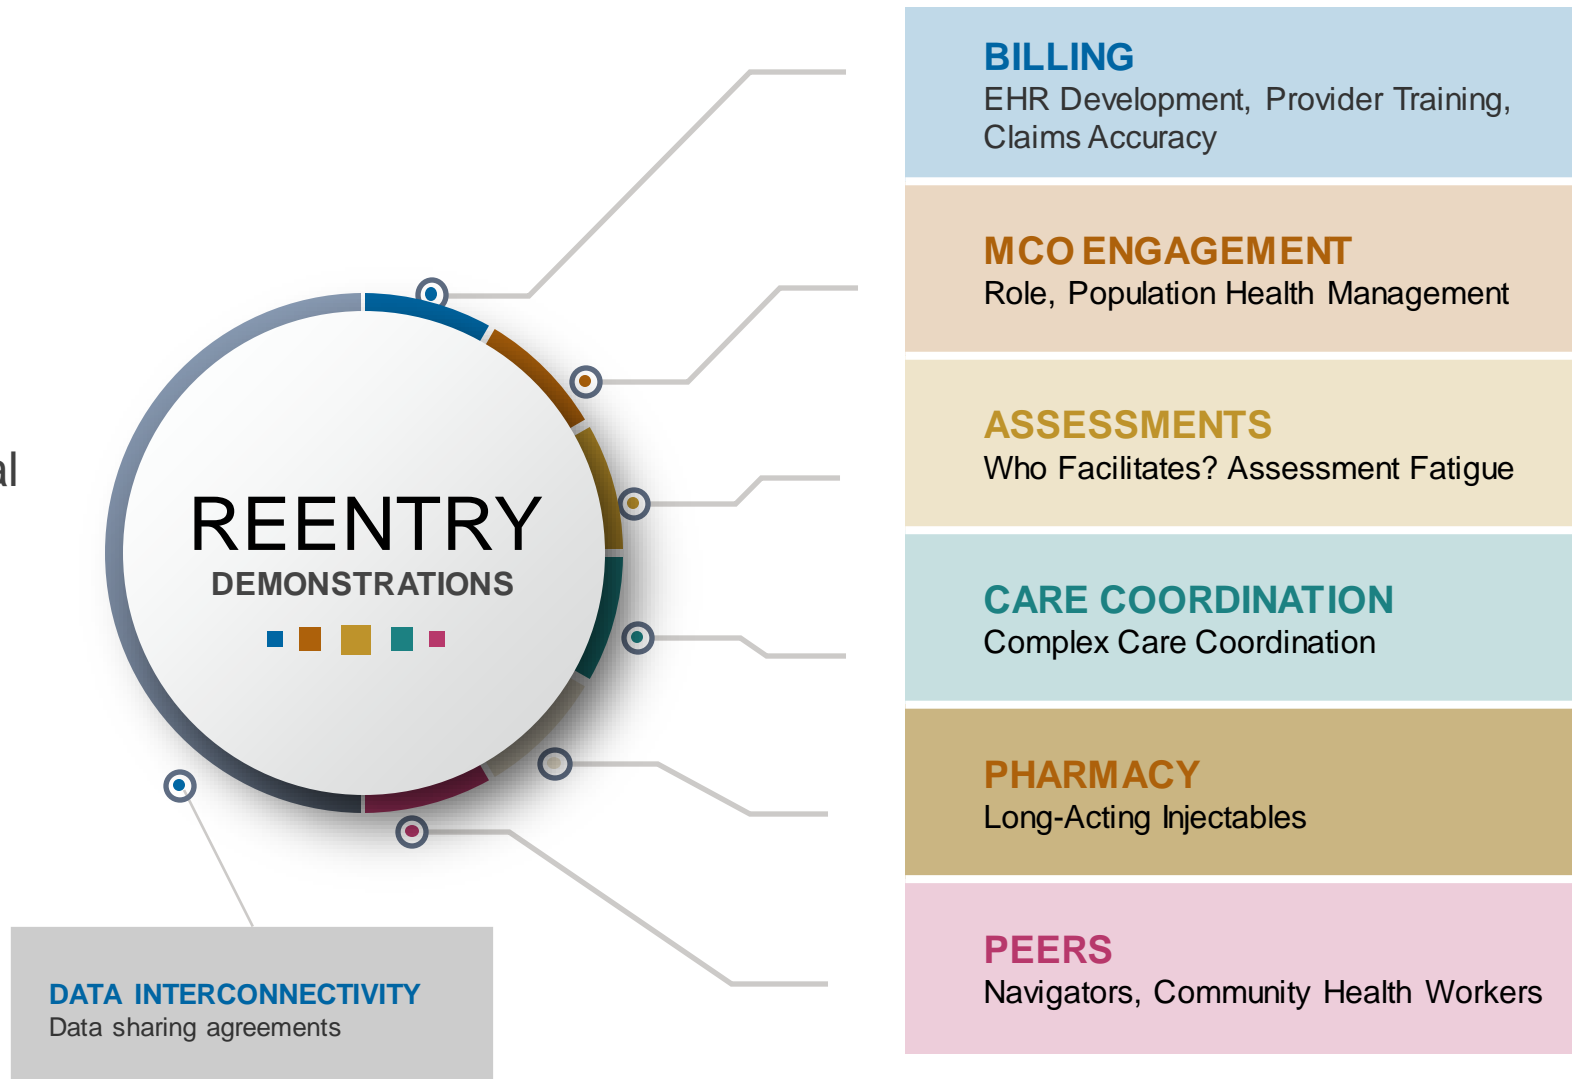 BILLING
EHR Development, Provider Training,
Claims Accuracy
MCO ENGAGEMENT
Role, Population Health Management
ASSESSMENTS
Who Facilitates? Assessment Fatigue
al
REENTRY
DEMONSTRATIONS
CARE COORDINATION
Complex Care Coordination
PHARMACY
Long-Acting Injectables
PEERS
Navigators, Community Health Workers
DATA INTERCONNECTIVITY
Data sharing agreements